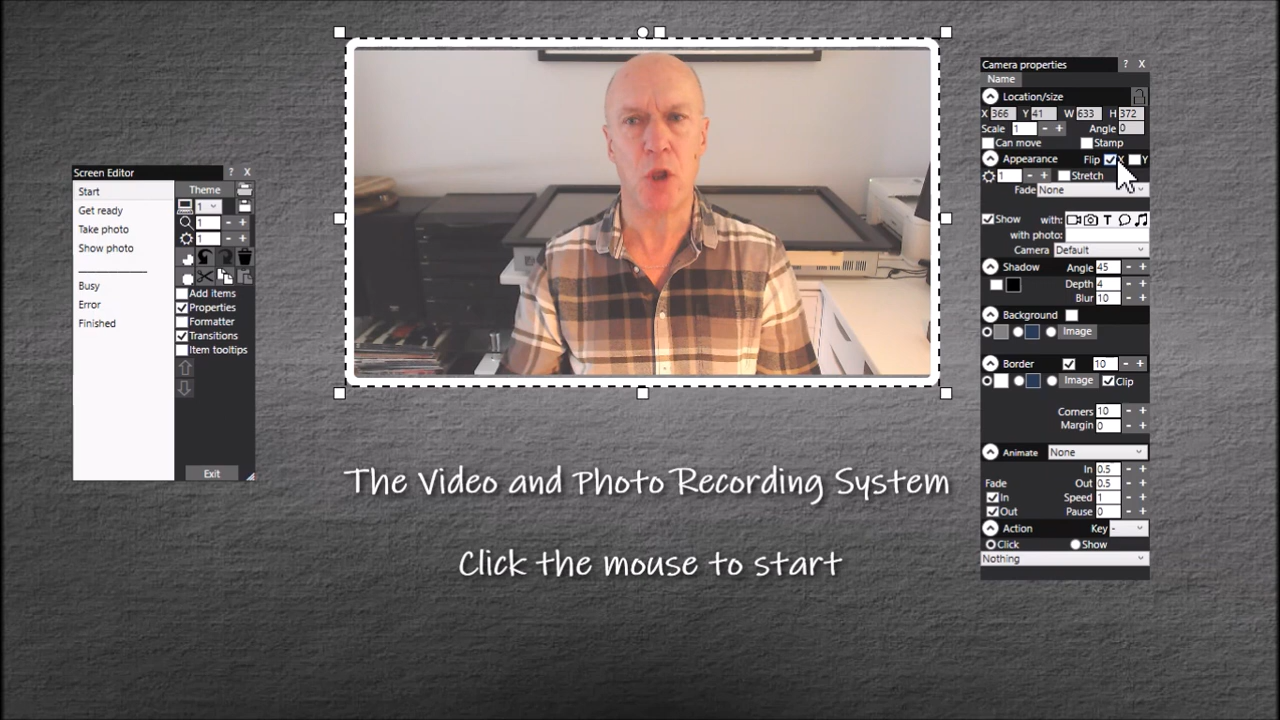 Screen Editor ? X
Start
Get ready
Take photo
Show photo
Busy
Error
Finished
Theme
1
1 - +
1 - +
Add items
Properties
Formatter
Transitions
Item tooltips
Exit
The Video and Photo Recording System
Click the mouse to start
Camera properties ? X
Name
Location/size
X 366 Y 41 W 633 H 372
Scale 1 - + Angle 0
Can move Stamp
Appearance Flip X Y
1 - + Stretch
Fade None
Show with: T
with photo:
Camera Default
Shadow Angle 45 - +
Depth 4 - +
Blur 10 - +
Background
Image
Border 10 - +
Image Clip
Corners 10 - +
Margin 0 - +
Animate None
In 0.5 - +
Fade Out 0.5 - +
In Speed 1 - +
Out Pause 0 - +
Action Key -
Click Show
Nothing